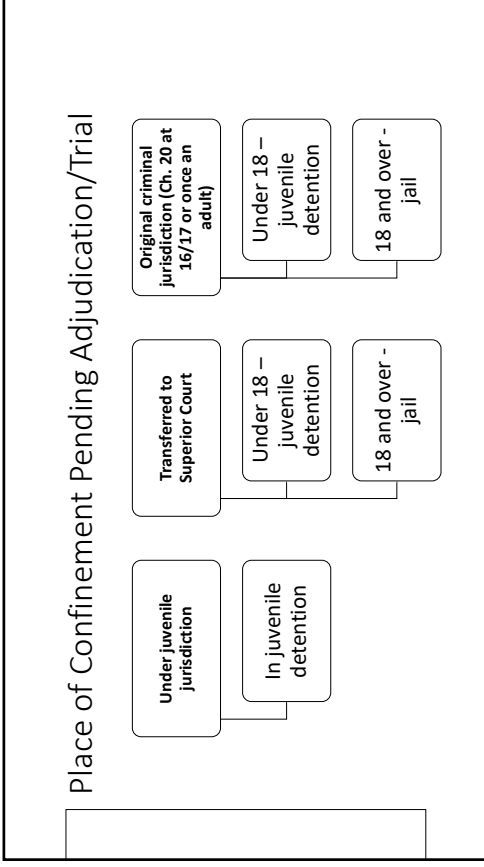 Place of Confinement Pending Adjudication/Trial
Under juvenile
jurisdiction
In juvenile
detention
Transferred to
Superior Court
Under 18 –
juvenile
detention
18 and over -
jail
Original criminal
jurisdiction (Ch. 20 at
16/17 or once an
adult)
Under 18 –
juvenile
detention
18 and over -
jail